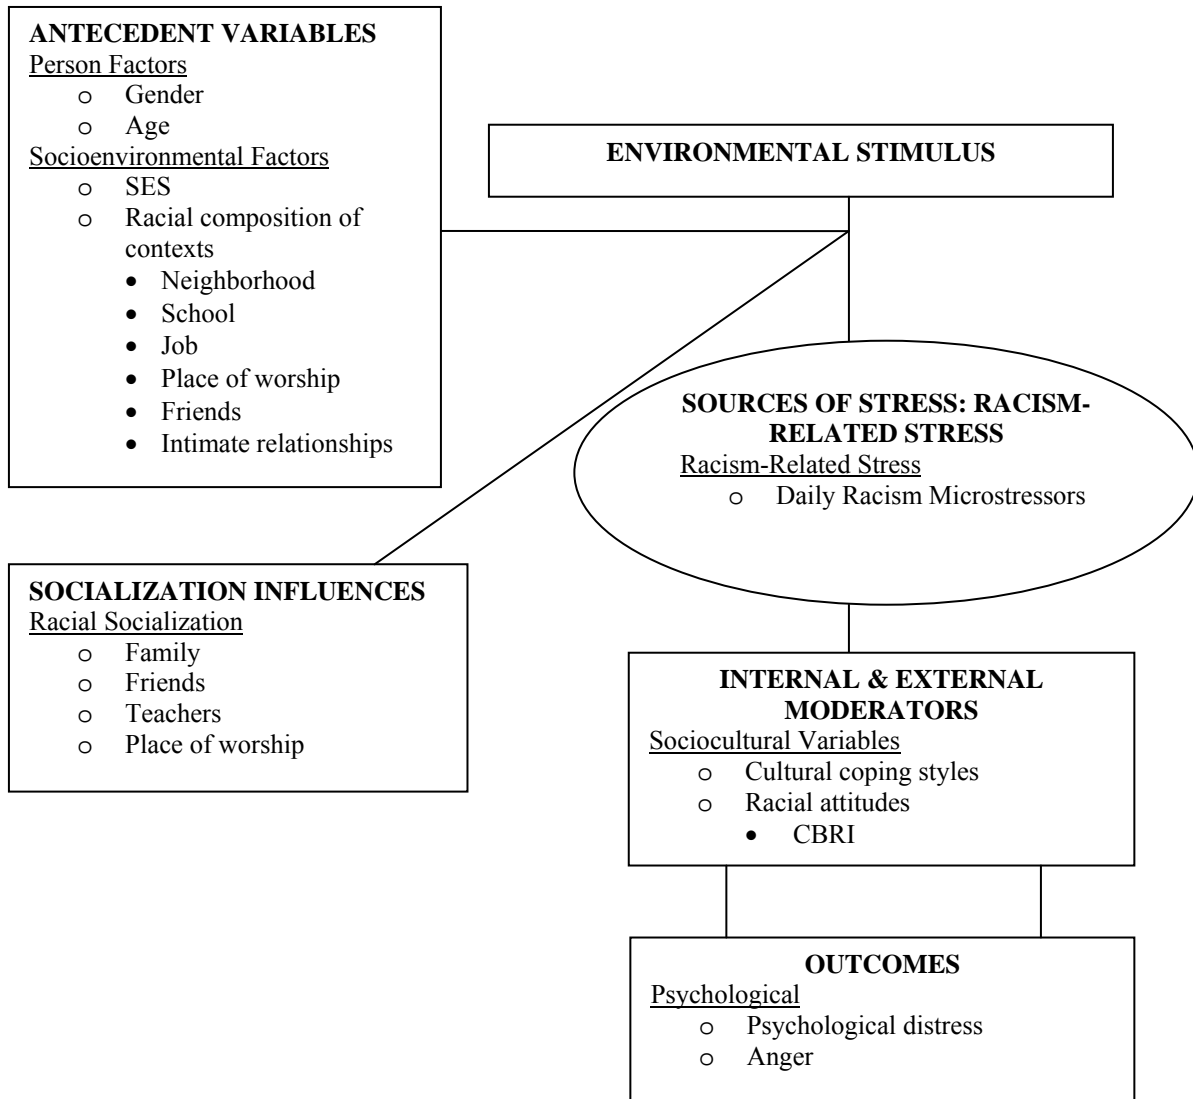 ANTECEDENT VARIABLES
Person Factors
o Gender
o Age
Socioenvironmental Factors
o SES
o Racial composition of
contexts
• Neighborhood
• School
• Job
• Place of worship
• Friends
• Intimate relationships
ENVIRONMENTAL STIMULUS
SOURCES OF STRESS: RACISM-
RELATED STRESS
Racism-Related Stress
o Daily Racism Microstressors
SOCIALIZATION INFLUENCES
Racial Socialization
o Family
o Friends
o Teachers
o Place of worship
INTERNAL & EXTERNAL
MODERATORS
Sociocultural Variables
o Cultural coping styles
o Racial attitudes
• CBRI
OUTCOMES
Psychological
o Psychological distress
o Anger